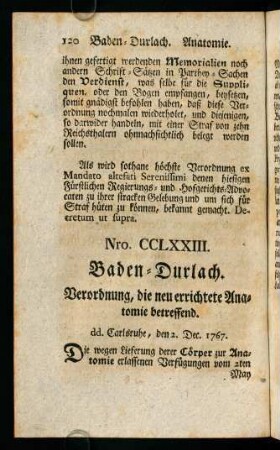 120 Baden-Durlach. Anatomie.
ihnen gefertigt werdenden Memorialien noch
andern Schrift-Sätzen in Parthey-Sachen
den Verdienst, was selbe für die Suppli-
quen, oder den Bogen empfangen, beysetzen,
somit gnädigst befohlen haben, daß diese Ver-
ordnung nochmalen wiederholet, und diejenigen,
so darwider handeln, mit einer Straf von zehn
Reichsthalern ohnnachsichtlich belegt werden
sollen.
Als wird sothane höchste Verordnung ex
Mandato Serenissimi denen hiesigen
Fürstlichen Regierungs- und Hofgerichts-Advo-
caten zu ihrer stracken Gelebung und um sich für
Straf hüten zu können, bekannt gemacht. De-
cretum ut supra.
Nro. CCLXXIII.
Baden-Durlach.
Verordnung, die neu errichtete Ana-
tomie betreffend.
dd. Carlsruhe, den 2. Dec. 1767.
Die wegen Lieferung derer Cörper zur Ana-
tomie erlassenen Verfügungen vom 2ten
May